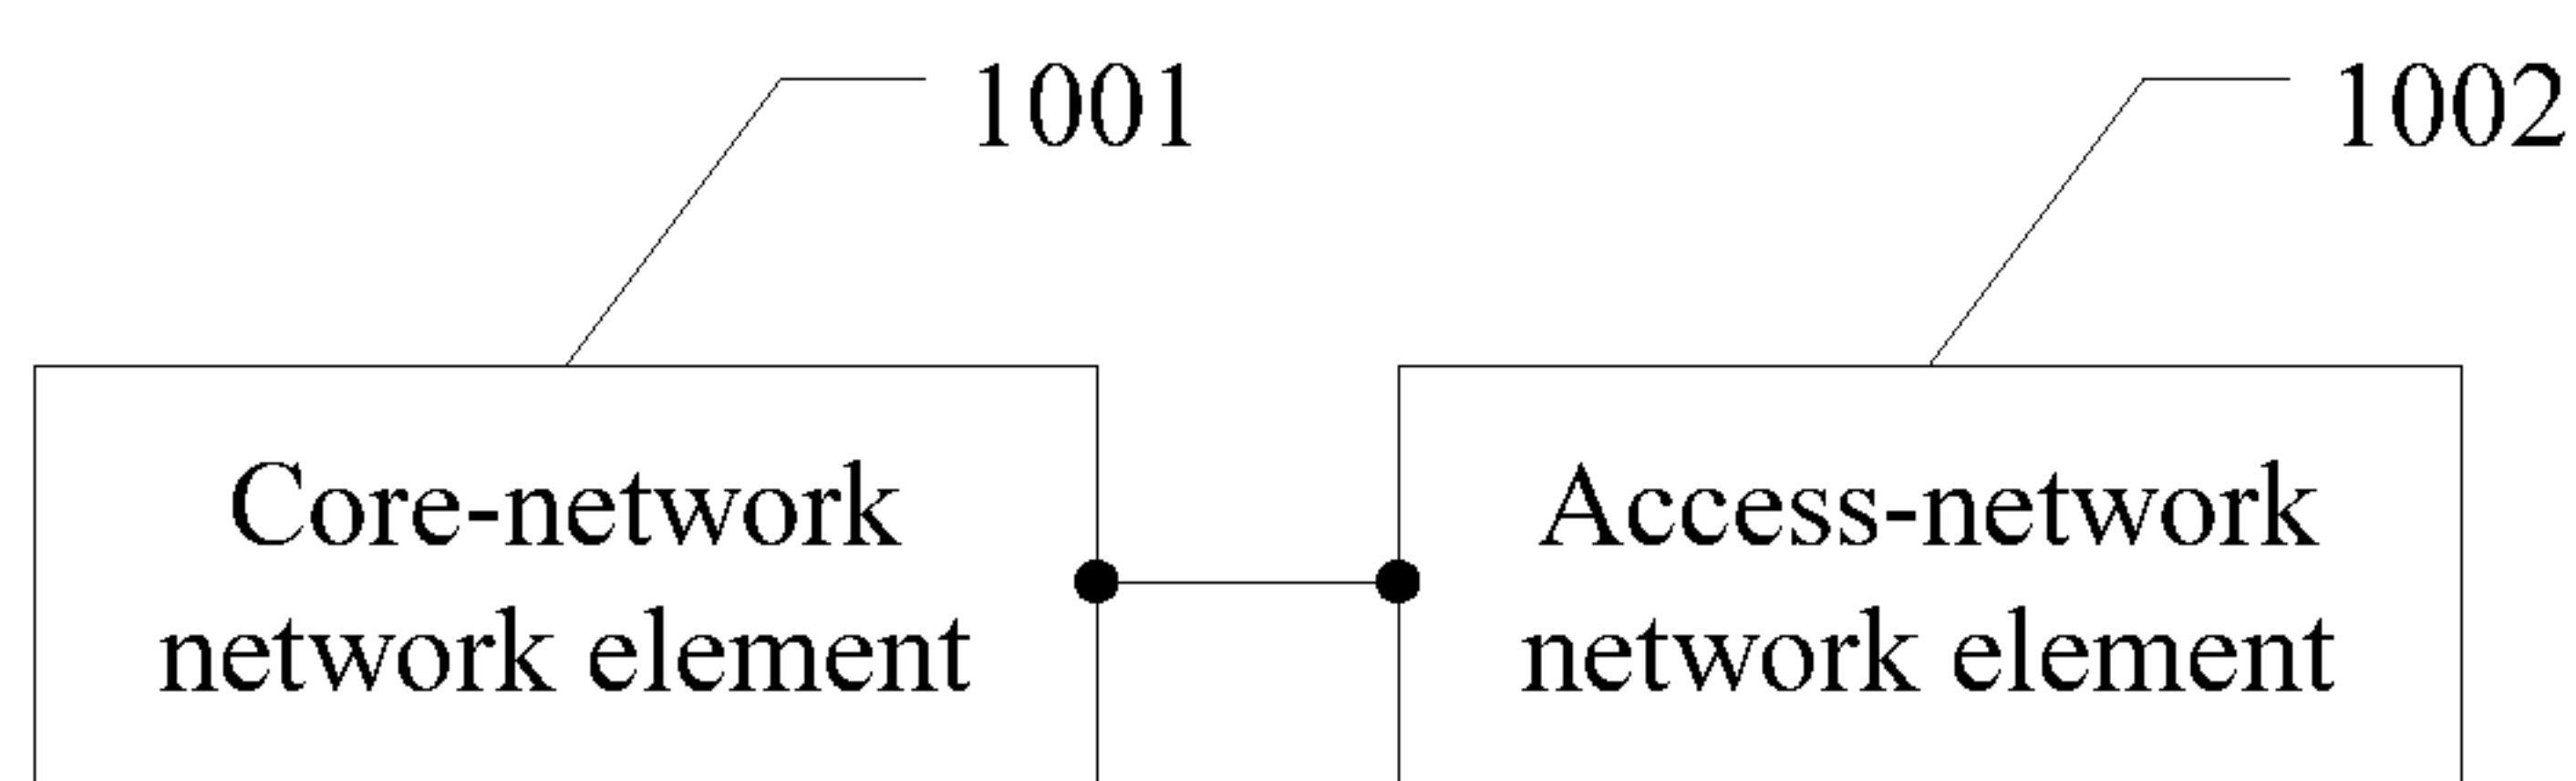 1001
1002
Core-network
network element
Access-network
network element